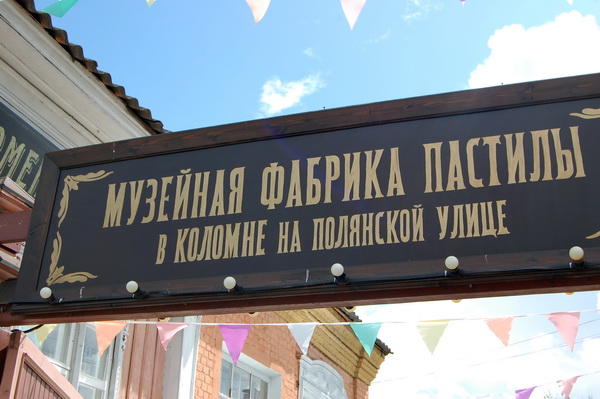 МУЗЕЙНАЯ ФАБРИКА ПАСТИЛЫ
В КОЛОМНЕ НА ПОЛЯНСКОЙ УЛИЦЕ